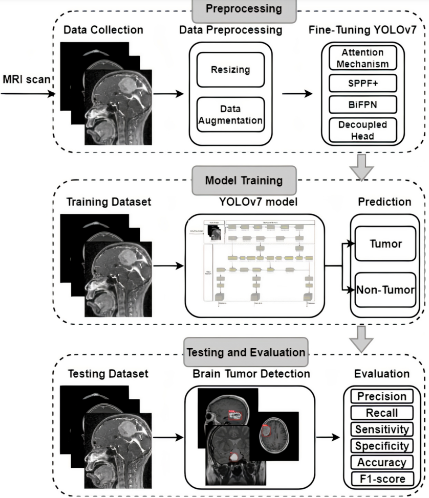 Preprocessing
Data Collection
Data Preprocessing
Fine-Tuning YOLOv7
MRI scan
Resizing
Data
Augmentation
Attention
Mechanism
SPPF+
BiFPN
Decoupled
Head
Model Training
Training Dataset
YOLOv7 model
Prediction
Tumor
Non-Tumor
Testing and Evaluation
Testing Dataset
Brain Tumor Detection
Evaluation
Precision
Recall
Sensitivity
Specificity
Accuracy
F1-score